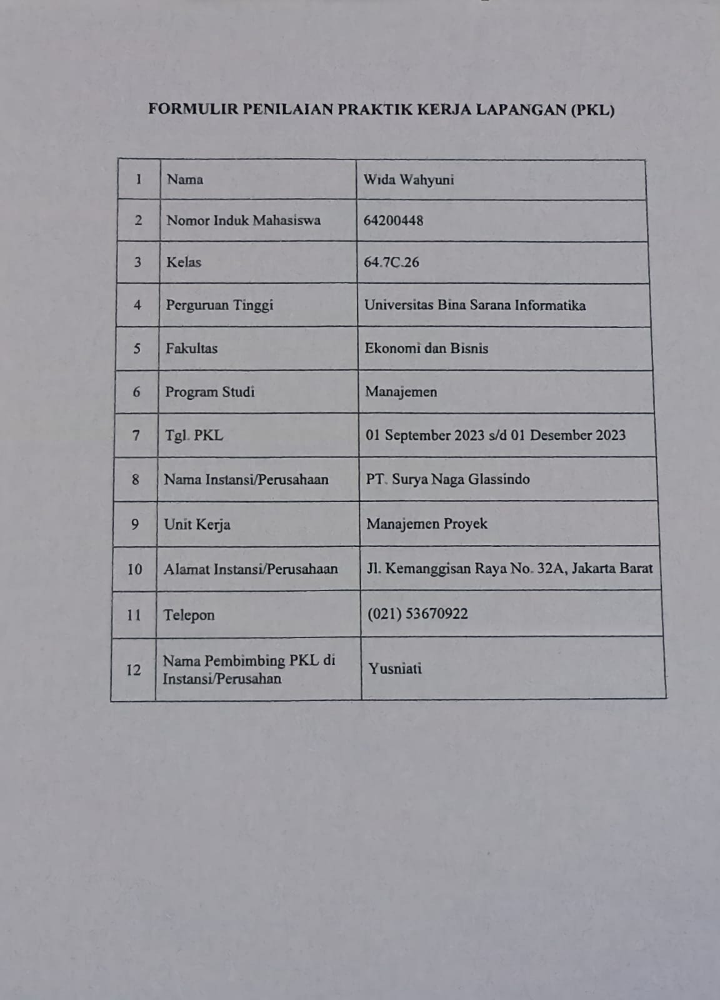 FORMULIR PENILAIAN PRAKTIK KERJA LAPANGAN (PKL)
1 Nama Wida Wahyuni
2 Nomor Induk Mahasiswa 64200448
3 Kelas 64.7C.26
4 Perguruan Tinggi Universitas Bina Sarana Informatika
5 Fakultas Ekonomi dan Bisnis
6 Program Studi Manajemen
7 Tgl. PKL 01 September 2023 s/d 01 Desember 2023
8 Nama Instansi/Perusahaan PT. Surya Naga Glassindo
9 Unit Kerja Manajemen Proyek
10 Alamat Instansi/Perusahaan Jl. Kemanggisan Raya No. 32A, Jakarta Barat
11 Telepon (021) 53670922
12 Nama Pembimbing PKL di
Instansi/Perusahan Yusniati